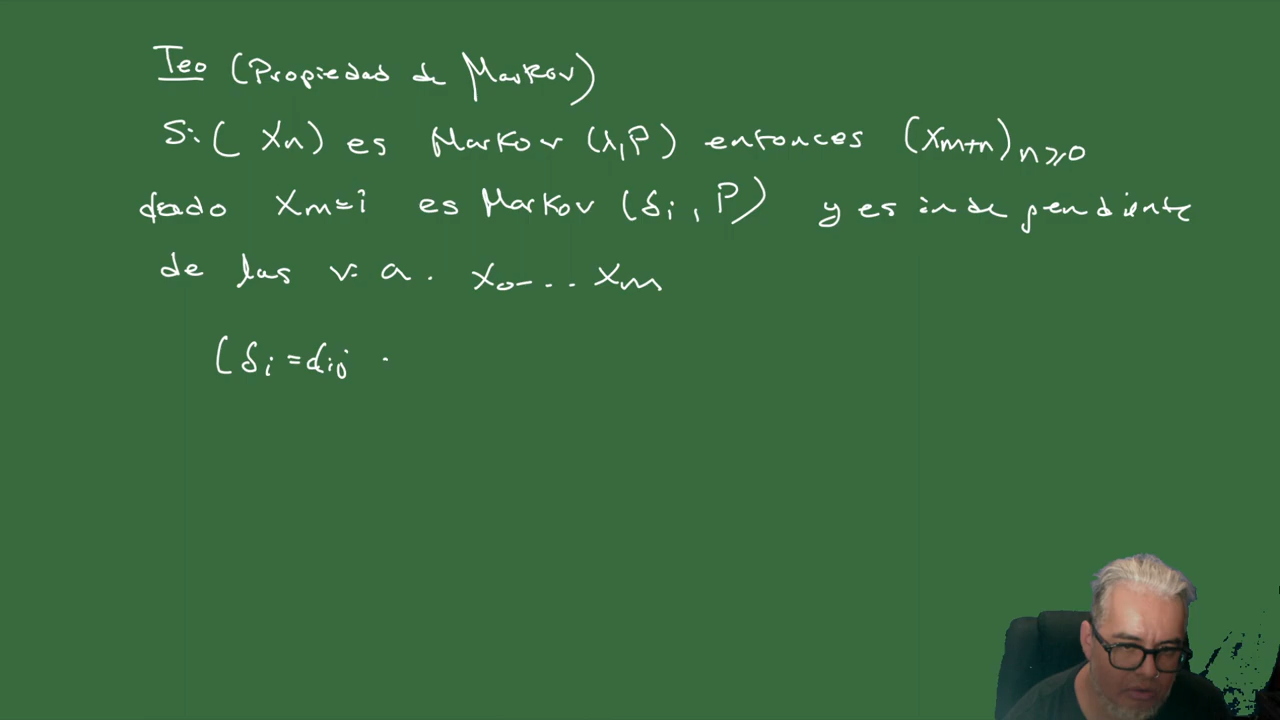 Teo (Propiedad de Markov)
Si (Xn) es Markov (λ,P) entonces (Xm+n)n≥0
dado Xm=i es Markov (δi, P) y es independiente
de las v.a. X0-... Xm
(δi = dij .